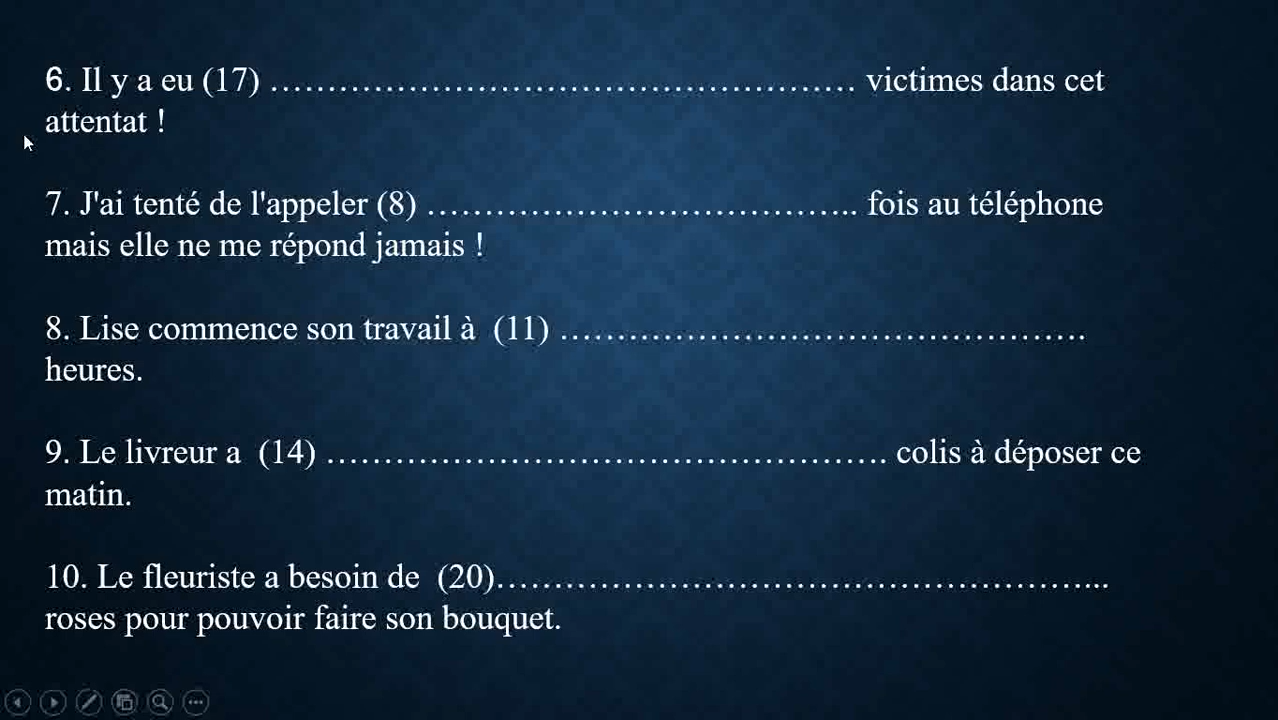 6. Il y a eu (17) ………………………………………… victimes dans cet
attentat !
7. J'ai tenté de l'appeler (8) ……………………………….. fois au téléphone
mais elle ne me répond jamais !
8. Lise commence son travail à  (11) ……………………………………….
heures.
9. Le livreur a  (14) …………………………………………. colis à déposer ce
matin.
10. Le fleuriste a besoin de  (20)……………………………………………...
roses pour pouvoir faire son bouquet.